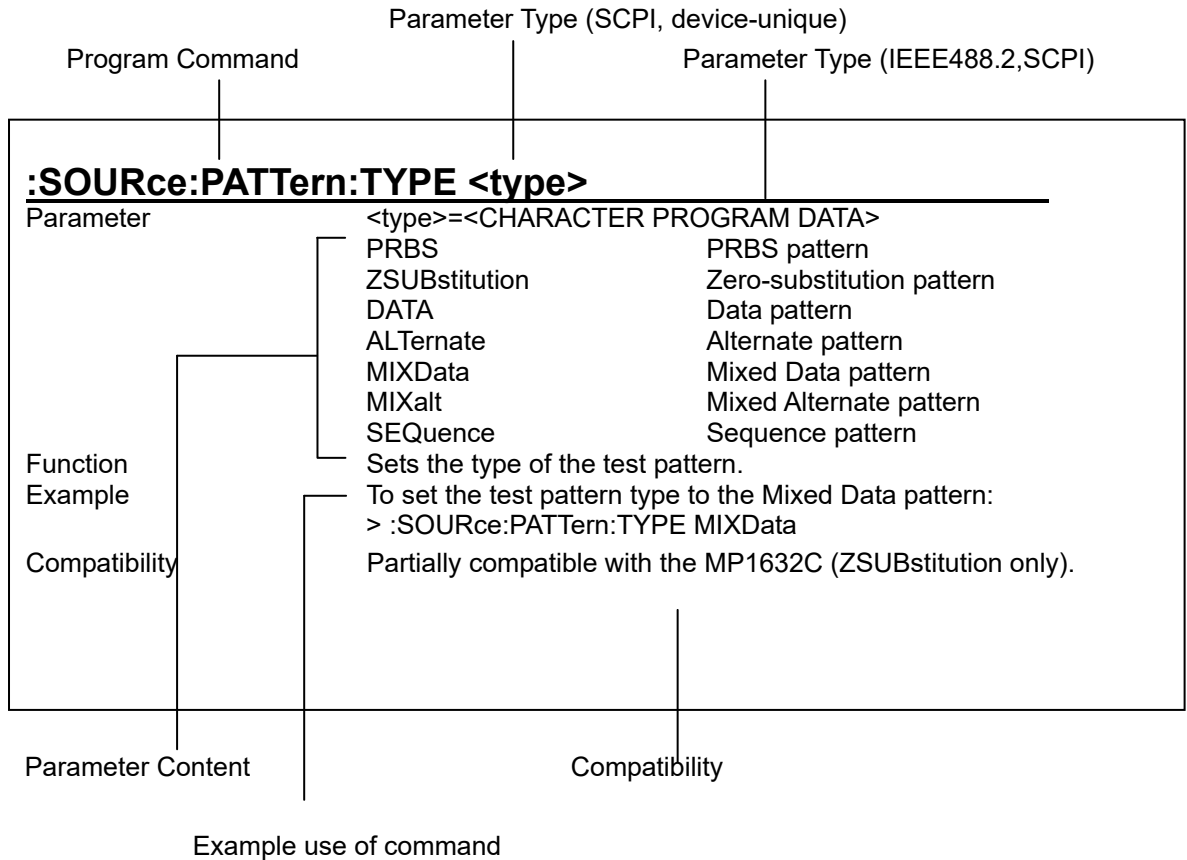 Parameter Type (SCPI, device-unique)
Program Command Parameter Type (IEEE488.2,SCPI)
:SOURce:PATTern:TYPE <type>
Parameter <type>=<CHARACTER PROGRAM DATA>
PRBS PRBS pattern
ZSUBstitution Zero-substitution pattern
DATA Data pattern
ALTernate Alternate pattern
MIXData Mixed Data pattern
MIXalt Mixed Alternate pattern
SEQuence Sequence pattern
Function Sets the type of the test pattern.
Example To set the test pattern type to the Mixed Data pattern:
> :SOURce:PATTern:TYPE MIXData
Compatibility Partially compatible with the MP1632C (ZSUBstitution only).
Parameter Content Compatibility
Example use of command